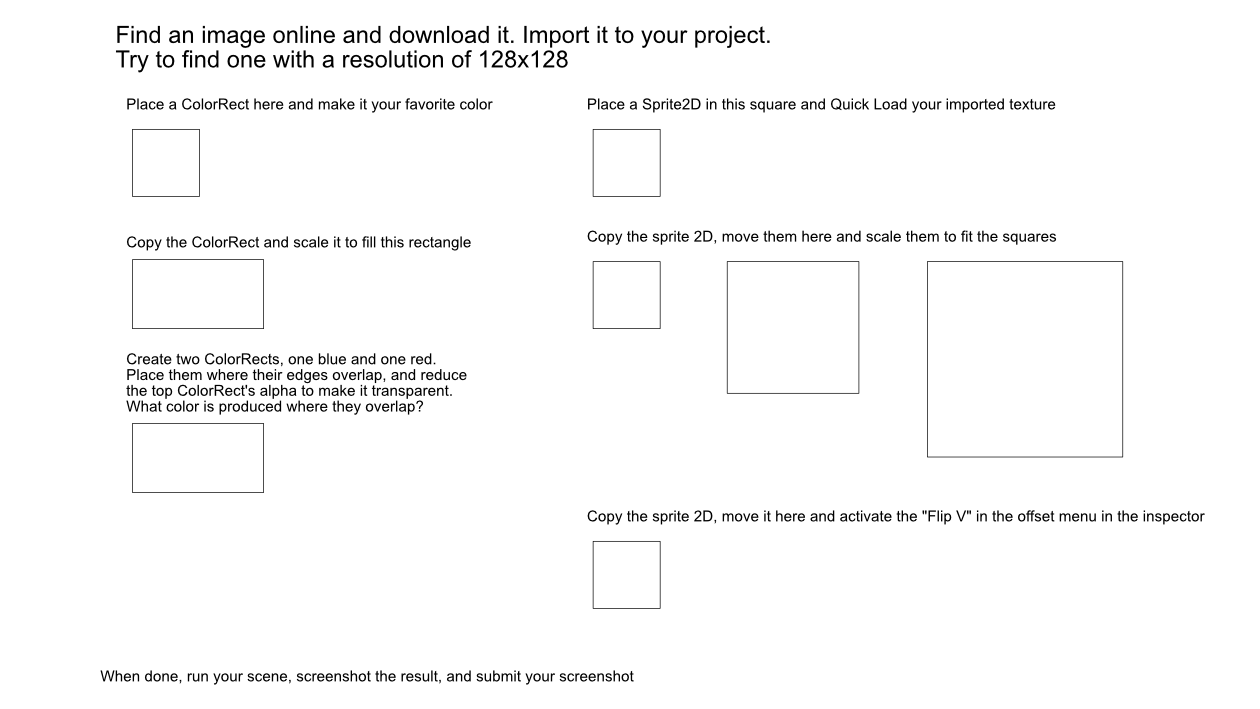 Find an image online and download it. Import it to your project.
Try to find one with a resolution of 128x128
Place a ColorRect here and make it your favorite color
Copy the ColorRect and scale it to fill this rectangle
Create two ColorRects, one blue and one red.
Place them where their edges overlap, and reduce
the top ColorRect's alpha to make it transparent.
What color is produced where they overlap?
Place a Sprite2D in this square and Quick Load your imported texture
Copy the sprite 2D, move them here and scale them to fit the squares
Copy the sprite 2D, move it here and activate the "Flip V" in the offset menu in the inspector
When done, run your scene, screenshot the result, and submit your screenshot